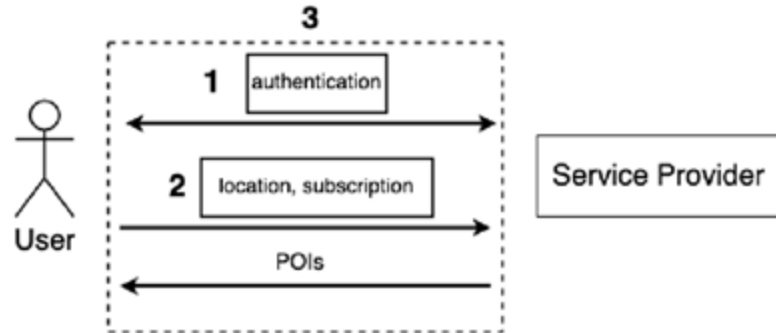 3
1
authentication
2
location, subscription
Service Provider
User
POIs